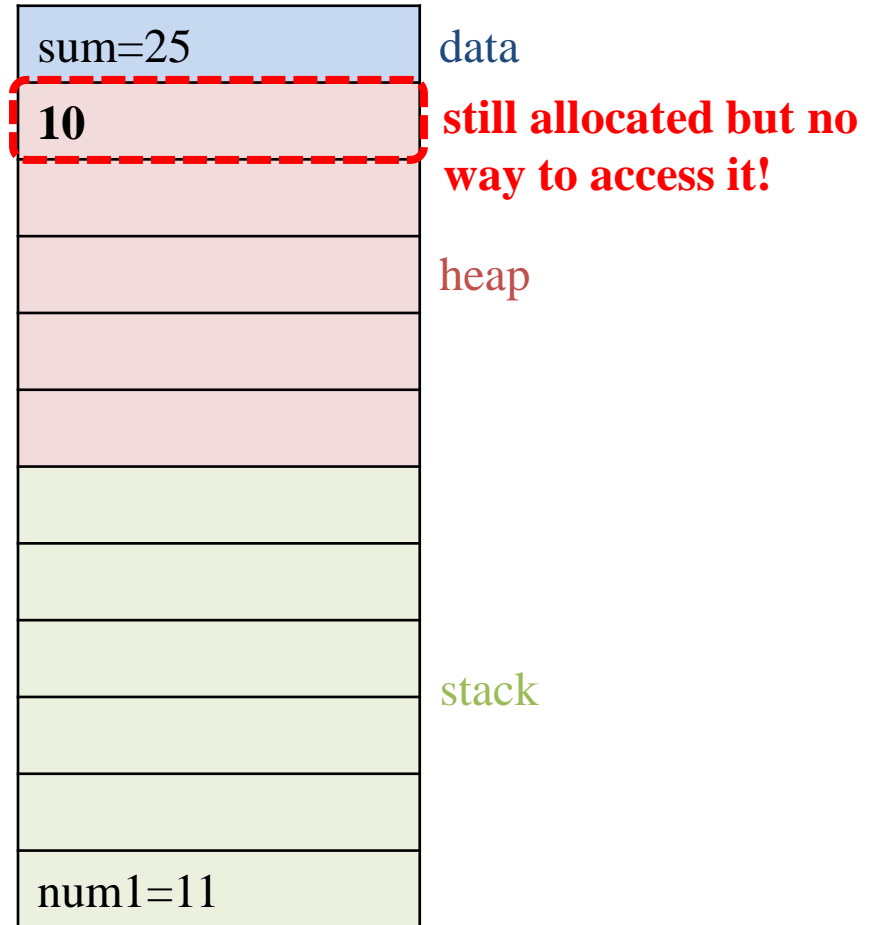 sum=25
data
10
still allocated but no
way to access it!
heap
stack
num1=11